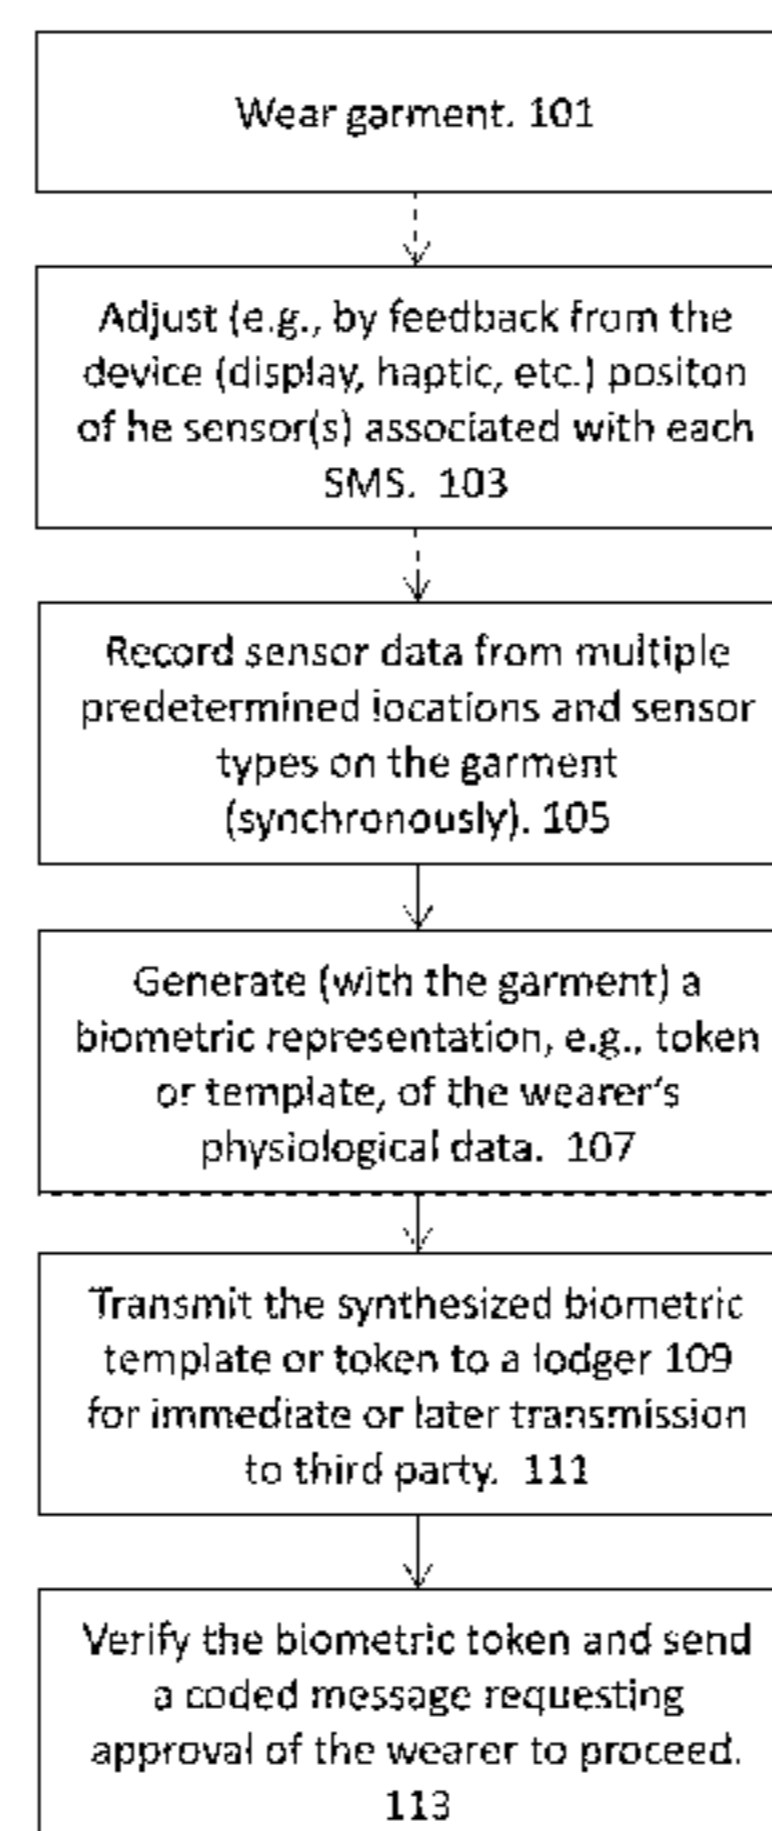 Wear garment. 101
Adjust (e.g., by feedback from the
device (display, haptic, etc.) positon
of he sensor(s) associated with each
SMS. 103
Record sensor data from multiple
predetermined locations and sensor
types on the garment
(synchronously). 105
Generate (with the garment) a
biometric representation, e.g., token
or template, of the wearer's
physiological data. 107
Transmit the synthesized biometric
template or token to a lodger 109
for immediate or later transmission
to third party. 111
Verify the biometric token and send
a coded message requesting
approval of the wearer to proceed.
113